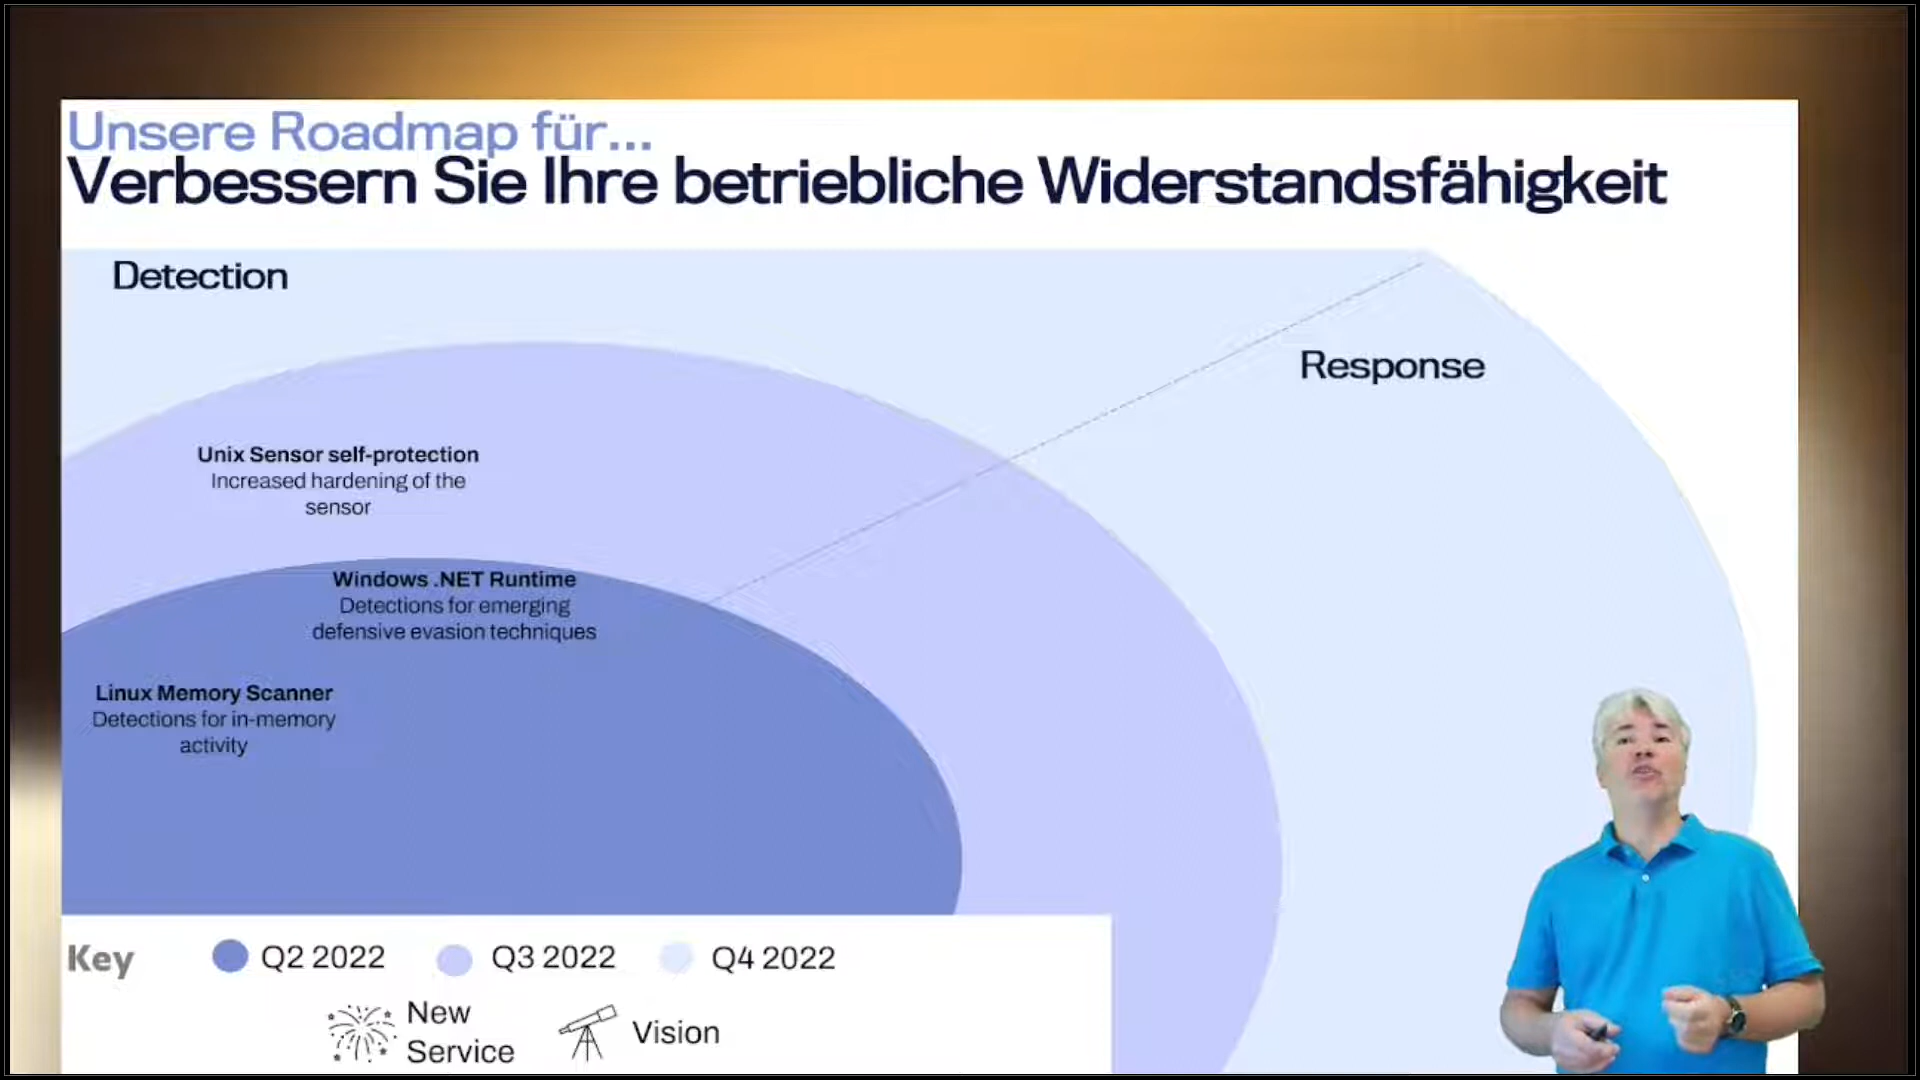 Unsere Roadmap für...
Verbessern Sie Ihre betriebliche Widerstandsfähigkeit
Detection
Response
Unix Sensor self-protection
Increased hardening of the
sensor
Windows .NET Runtime
Detections for emerging
defensive evasion techniques
Linux Memory Scanner
Detections for in-memory
activity
Key
Q2 2022
Q3 2022
Q4 2022
New
Service
Vision